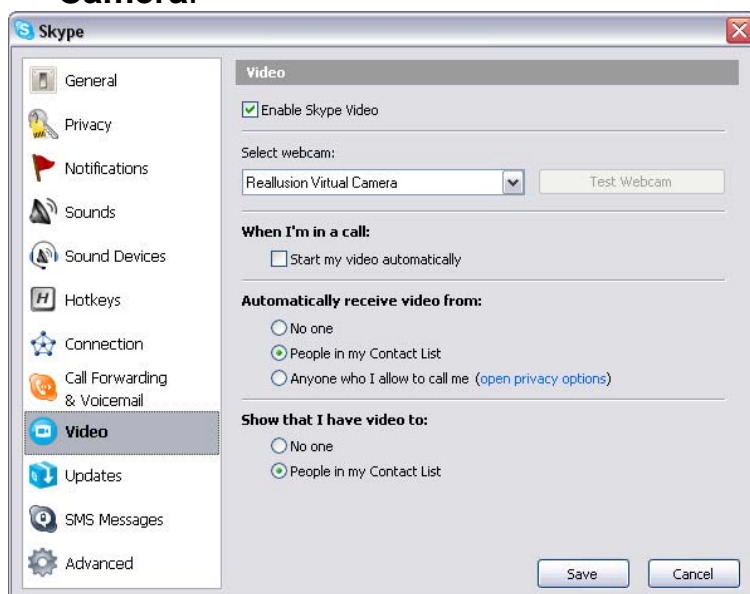 Camera.
Skype
General
Privacy
Notifications
Sounds
Sound Devices
H Hotkeys
Connection
Call Forwarding
& Voicemail
Video
Updates
SMS Messages
Advanced
Video
Enable Skype Video
Select webcam:
Reallusion Virtual Camera
Test Webcam
When I'm in a call:
Start my video automatically
Automatically receive video from:
No one
People in my Contact List
Anyone who I allow to call me (open privacy options)
Show that I have video to:
No one
People in my Contact List
Save Cancel